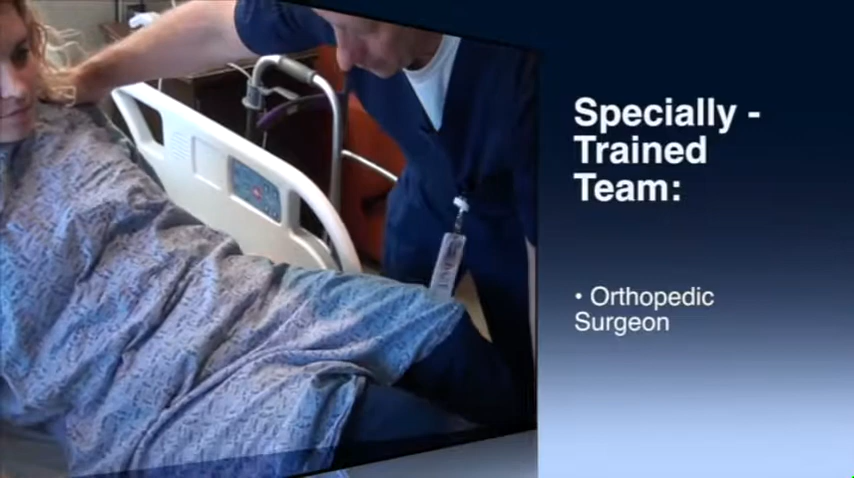 Specially -
Trained
Team:
• Orthopedic
Surgeon